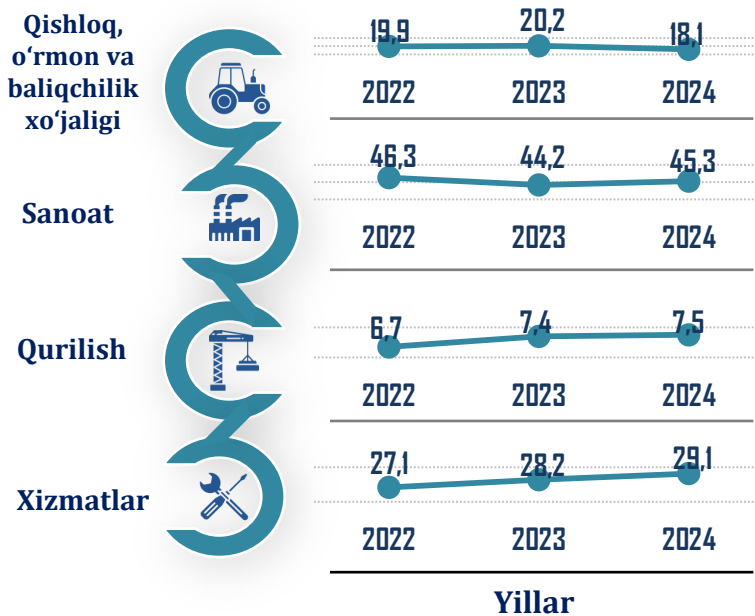 Qishloq,
o‘rmon va
baliqchilik
xo‘jaligi
19,9 20,2 18,1
2022 2023 2024
Sanoat
46,3 44,2 45,3
2022 2023 2024
Qurilish
6,7 7,4 7,5
2022 2023 2024
Xizmatlar
27,1 28,2 29,1
2022 2023 2024
Yillar